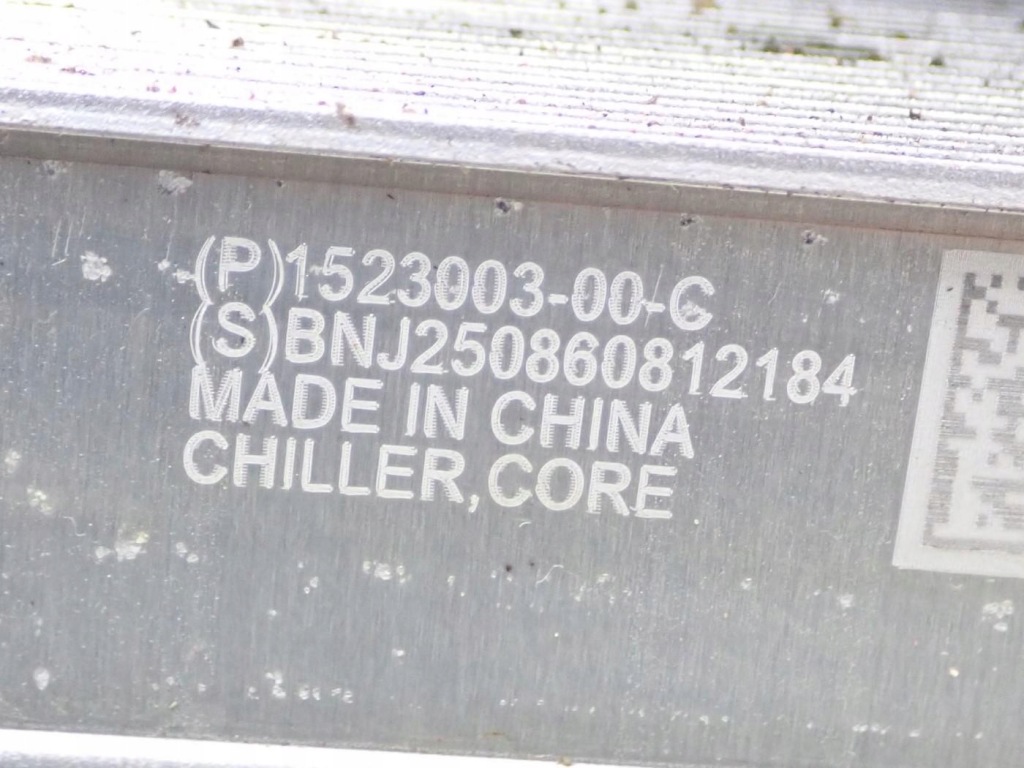 (P)1523003-00-C
(S)BNJ250860812184
MADE IN CHINA
CHILLER,CORE